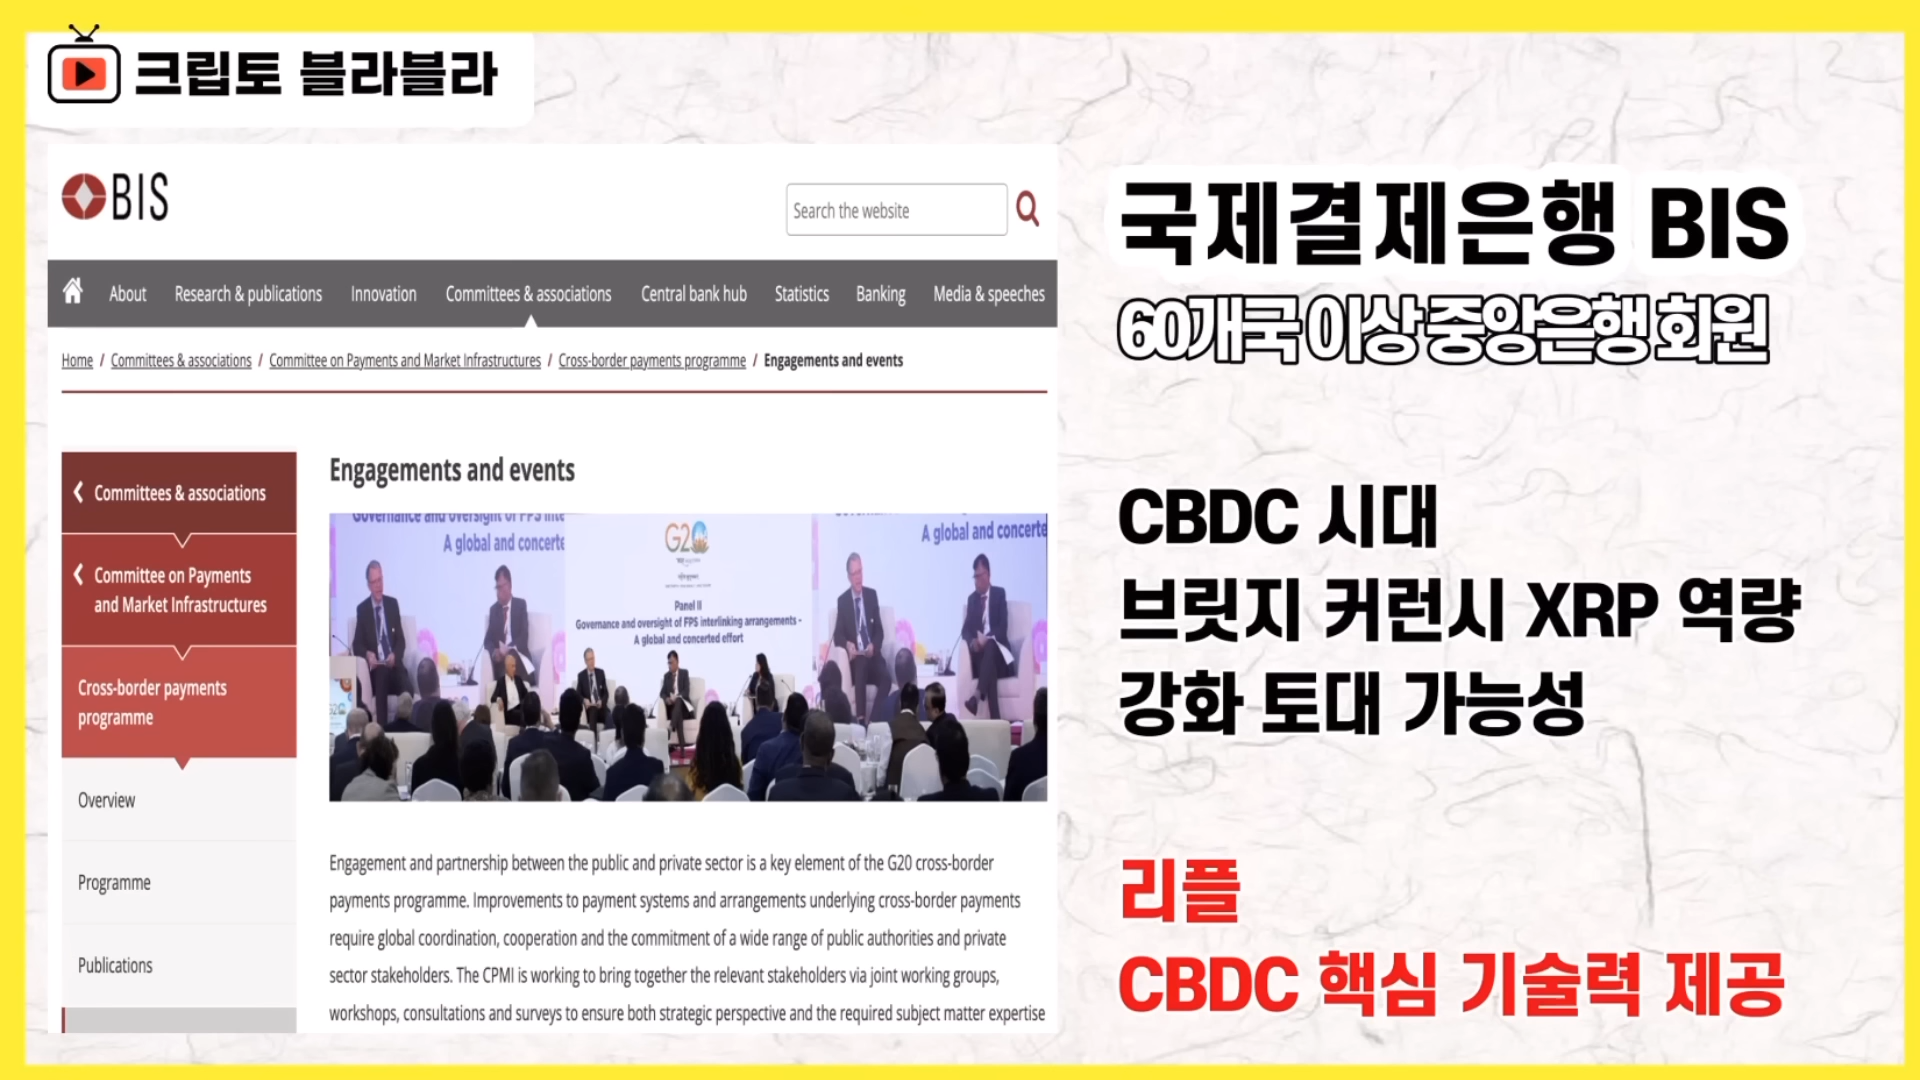 크립토 블라블라
BIS
Search the website
About Research & publications Innovation Committees & associations Central bank hub Statistics Banking Media & speeches
Home / Committees & associations / Committee on Payments and Market Infrastructures / Cross-border payments programme / Engagements and events
Committees & associations
Committee on Payments
and Market Infrastructures
Cross-border payments
programme
Overview
Programme
Publications
Engagements and events
Governance and oversight of FPS inte
A global and concerte
G20
Panel II
Governance and oversight of FPS interlinking arrangements -
A global and concerted effort
A global and concerte
Engagement and partnership between the public and private sector is a key element of the G20 cross-border
payments programme. Improvements to payment systems and arrangements underlying cross-border payments
require global coordination, cooperation and the commitment of a wide range of public authorities and private
sector stakeholders. The CPMI is working to bring together the relevant stakeholders via joint working groups,
workshops, consultations and surveys to ensure both strategic perspective and the required subject matter expertise
국제결제은행 BIS
60개국 이상 중앙은행 회원
CBDC 시대
브릿지 커런시 XRP 역량
강화 토대 가능성
리플
CBDC 핵심 기술력 제공